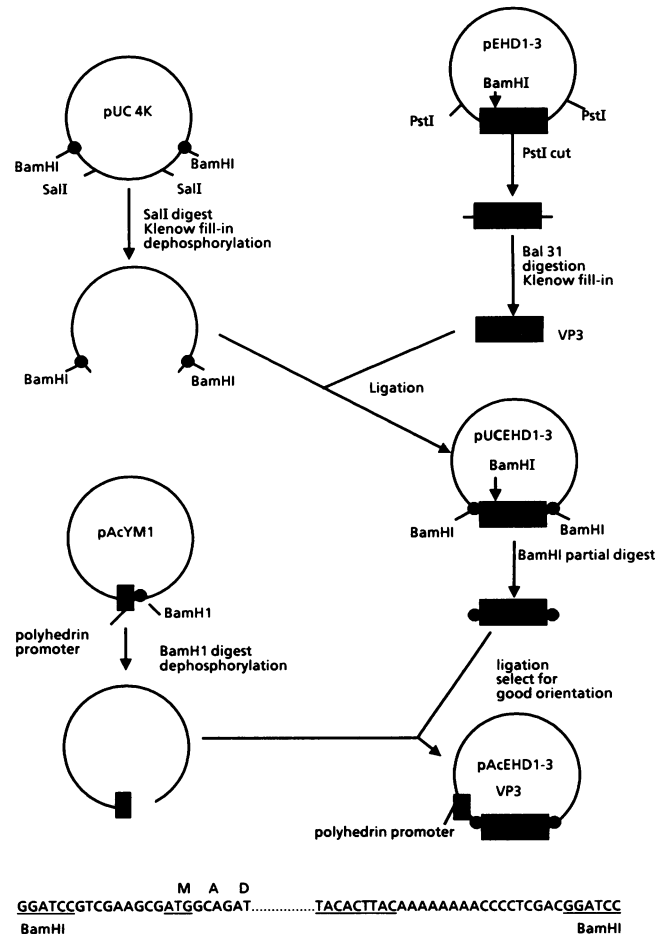 pUC 4K
BamHI
BamHI
SalI
SalI
SalI digest
Klenow fill-in
dephosphorylation
BamHI
BamHI
pEHD1-3
BamHI
PstI
PstI
PstI cut
Bal 31
digestion
Klenow fill-in
VP3
Ligation
pUCEHD1-3
BamHI
BamHI
BamHI
BamHI partial digest
pAcYM1
BamH1
polyhedrin
promoter
BamH1 digest
dephosphorylation
ligation
select for
good orientation
pAcEHD1-3
VP3
polyhedrin promoter
M A D
GGATCCGTCGAAGCGATGGCAGAT...............TACACTTACAAAAAAAACCCCTCGACGGATCC
BamHI BamHI